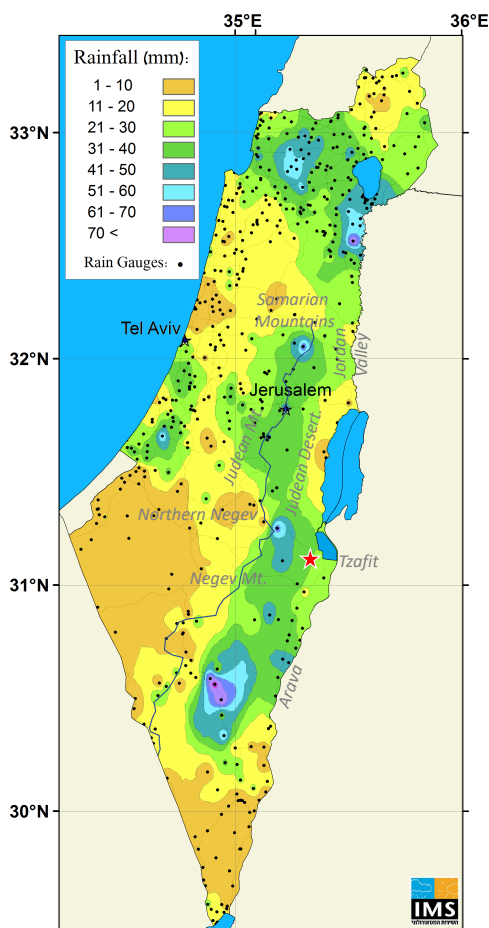 35°E
36°E
Rainfall (mm):
1 - 10
11 - 20
21 - 30
31 - 40
41 - 50
51 - 60
61 - 70
70 <
Rain Gauges:
33°N
Samarian
Mountains
Tel Aviv
32°N
Jordan
Valley
Jerusalem
Judean Mt.
Judean Desert
Northern Negev
Tzafit
31°N
Negev Mt.
Arava
30°N
IMS
השירות המטאורולוגי